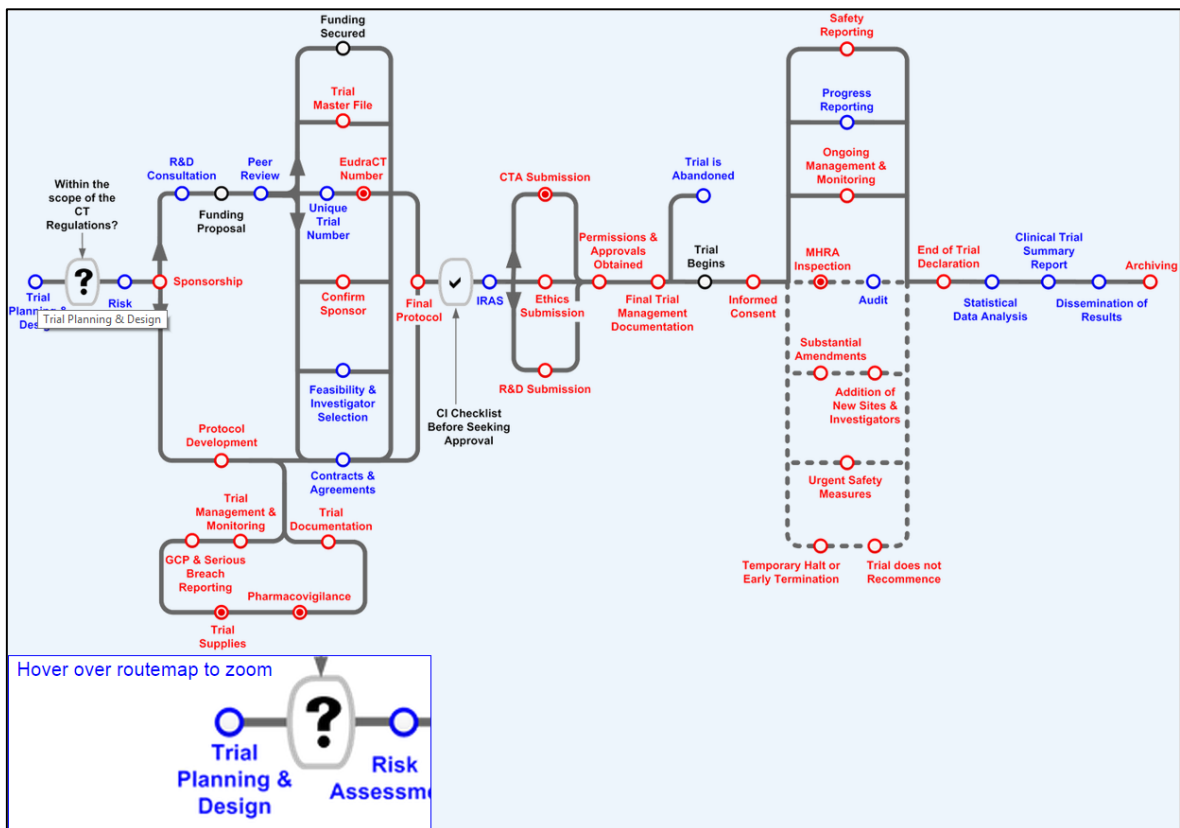 Funding
Secured
Trial
Master File
R&D
Consultation
Peer
Review
EudraCT
Number
Within the
scope of the
CT
Regulations?
Funding
Proposal
Unique
Trial
Number
?
Trial
Planning &
Risk
Trial Planning & Design
Sponsorship
Confirm
Sponsor
Final
Protocol
Feasibility &
Investigator
Selection
CI Checklist
Before Seeking
Approval
Protocol
Development
Contracts &
Agreements
Trial
Management &
Monitoring
Trial
Documentation
GCP & Serious
Breach
Reporting
Pharmacovigilance
Trial
Supplies
IRAS
CTA Submission
Ethics
Submission
R&D Submission
Permissions &
Approvals
Obtained
Final Trial
Management
Documentation
Trial is
Abandoned
Trial
Begins
Informed
Consent
Safety
Reporting
Progress
Reporting
Ongoing
Management &
Monitoring
MHRA
Inspection
Audit
Substantial
Amendments
Addition of
New Sites &
Investigators
Urgent Safety
Measures
Temporary Halt or
Early Termination
Trial does not
Recommence
End of Trial
Declaration
Statistical
Data Analysis
Clinical Trial
Summary
Report
Dissemination of
Results
Archiving
Hover over routemap to zoom
?
Trial
Planning &
Design
Risk
Assessme